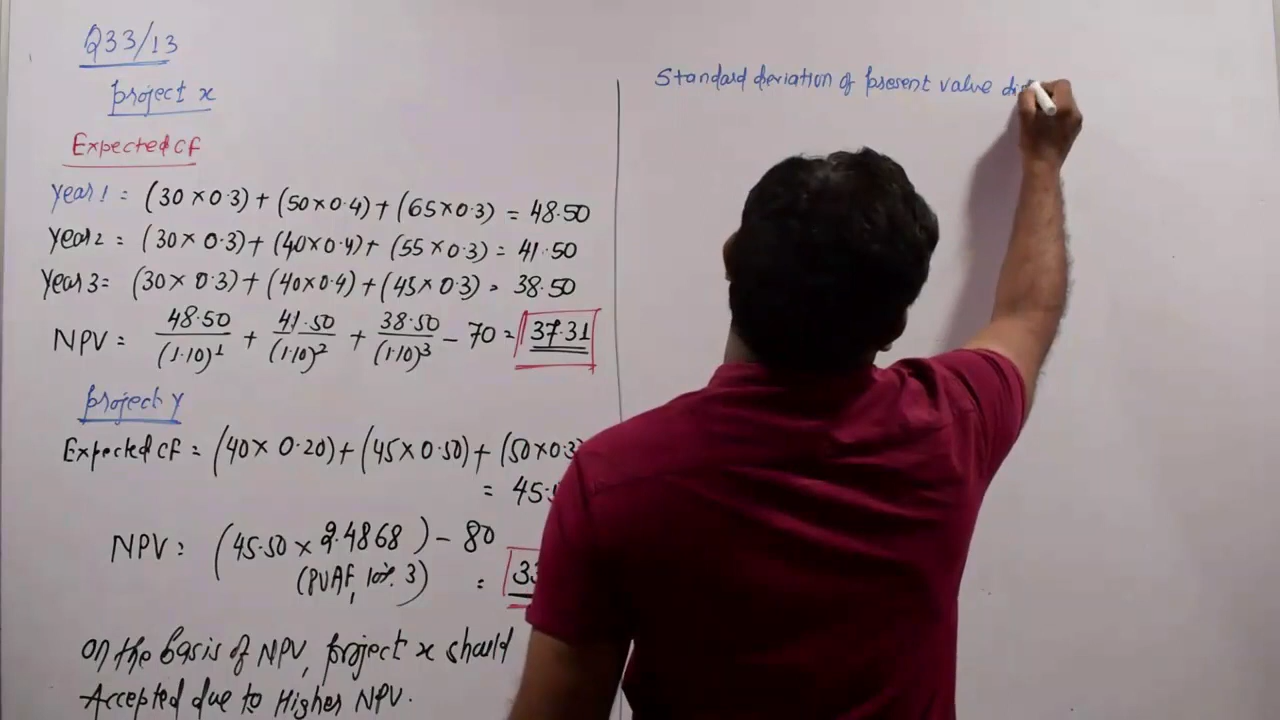 Q33/13
Project x
Expected CF
Year 1 = (30 × 0.3) + (50 × 0.4) + (65 × 0.3) = 48.50
Year 2 = (30 × 0.3) + (40 × 0.4) + (55 × 0.3) = 41.50
Year 3 = (30 × 0.3) + (40 × 0.4) + (45 × 0.3) = 38.50
NPV = 48.50/(1.10)¹ + 41.50/(1.10)² + 38.50/(1.10)³ - 70 = 37.31
Project Y
Expected CF = (40 × 0.20) + (45 × 0.50) + (50 × 0.3
= 45.
NPV = (45.50 × 2.4868) - 80
(PVAF, 10%. 3) = 33
On the basis of NPV, project x should
Accepted due to Higher NPV.
Standard deviation of present value